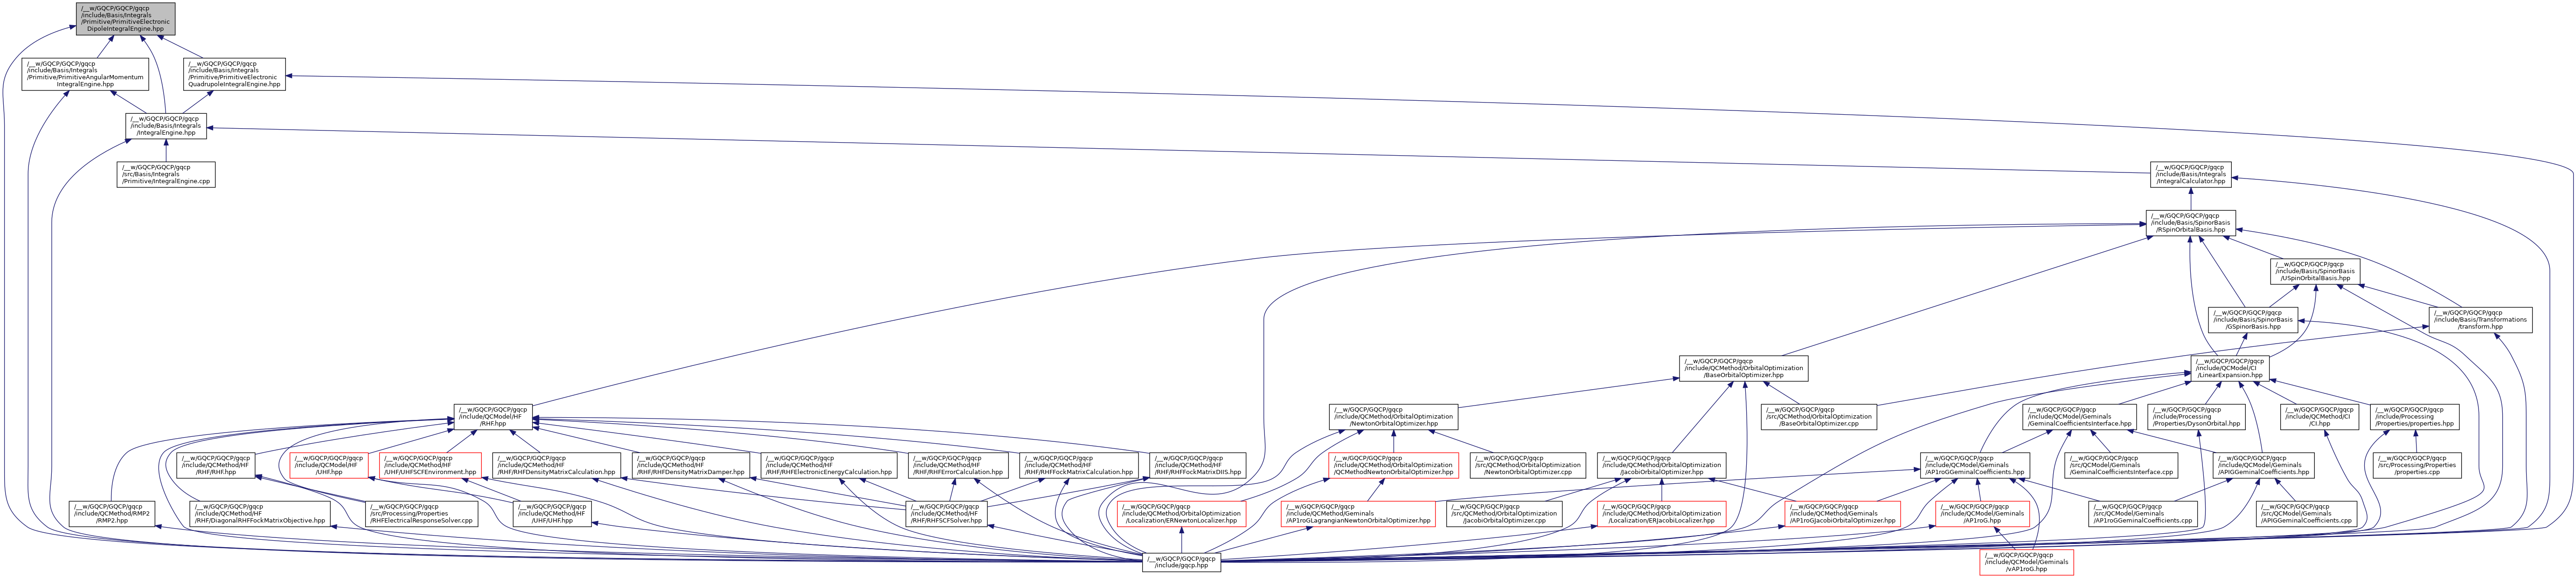 /__w/GQCP/GQCP/gqcp
/include/Basis/Integrals
/Primitive/PrimitiveElectronic
DipoleIntegralEngine.hpp
/__w/GQCP/GQCP/gqcp
/include/Basis/Integrals
/Primitive/PrimitiveAngularMomentum
IntegralEngine.hpp
/__w/GQCP/GQCP/gqcp
/include/Basis/Integrals
/Primitive/PrimitiveElectronic
QuadrupoleIntegralEngine.hpp
/__w/GQCP/GQCP/gqcp
/include/Basis/Integrals
/IntegralEngine.hpp
/__w/GQCP/GQCP/gqcp
/src/Basis/Integrals
/Primitive/IntegralEngine.cpp
/__w/GQCP/GQCP/gqcp
/include/Basis/Integrals
/IntegralCalculator.hpp
/__w/GQCP/GQCP/gqcp
/include/Basis/SpinorBasis
/RSpinOrbitalBasis.hpp
/__w/GQCP/GQCP/gqcp
/include/Basis/SpinorBasis
/USpinOrbitalBasis.hpp
/__w/GQCP/GQCP/gqcp
/include/Basis/SpinorBasis
/GSpinorBasis.hpp
/__w/GQCP/GQCP/gqcp
/include/Basis/Transformations
/transform.hpp
/__w/GQCP/GQCP/gqcp
/include/QCMethod/OrbitalOptimization
/BaseOrbitalOptimizer.hpp
/__w/GQCP/GQCP/gqcp
/include/QCModel/CI
/LinearExpansion.hpp
/__w/GQCP/GQCP/gqcp
/include/QCModel/HF
/RHF.hpp
/__w/GQCP/GQCP/gqcp
/include/QCMethod/OrbitalOptimization
/NewtonOrbitalOptimizer.hpp
/__w/GQCP/GQCP/gqcp
/src/QCMethod/OrbitalOptimization
/BaseOrbitalOptimizer.cpp
/__w/GQCP/GQCP/gqcp
/include/QCModel/Geminals
/GeminalCoefficientsInterface.hpp
/__w/GQCP/GQCP/gqcp
/include/Processing
/Properties/DysonOrbital.hpp
/__w/GQCP/GQCP/gqcp
/include/QCMethod/CI
/CI.hpp
/__w/GQCP/GQCP/gqcp
/include/Processing
/Properties/properties.hpp
/__w/GQCP/GQCP/gqcp
/include/QCMethod/HF
/RHF/RHF.hpp
/__w/GQCP/GQCP/gqcp
/include/QCModel/HF
/UHF.hpp
/__w/GQCP/GQCP/gqcp
/include/QCMethod/HF
/UHF/UHFSCFEnvironment.hpp
/__w/GQCP/GQCP/gqcp
/include/QCMethod/HF
/RHF/RHFDensityMatrixCalculation.hpp
/__w/GQCP/GQCP/gqcp
/include/QCMethod/HF
/RHF/RHFDensityMatrixDamper.hpp
/__w/GQCP/GQCP/gqcp
/include/QCMethod/HF
/RHF/RHFElectronicEnergyCalculation.hpp
/__w/GQCP/GQCP/gqcp
/include/QCMethod/HF
/RHF/RHFErrorCalculation.hpp
/__w/GQCP/GQCP/gqcp
/include/QCMethod/HF
/RHF/RHFFockMatrixCalculation.hpp
/__w/GQCP/GQCP/gqcp
/include/QCMethod/HF
/RHF/RHFFockMatrixDIIS.hpp
/__w/GQCP/GQCP/gqcp
/include/QCMethod/OrbitalOptimization
/QCMethodNewtonOrbitalOptimizer.hpp
/__w/GQCP/GQCP/gqcp
/src/QCMethod/OrbitalOptimization
/NewtonOrbitalOptimizer.cpp
/__w/GQCP/GQCP/gqcp
/include/QCMethod/OrbitalOptimization
/JacobiOrbitalOptimizer.hpp
/__w/GQCP/GQCP/gqcp
/include/QCModel/Geminals
/AP1roGGeminalCoefficients.hpp
/__w/GQCP/GQCP/gqcp
/src/QCModel/Geminals
/GeminalCoefficientsInterface.cpp
/__w/GQCP/GQCP/gqcp
/include/QCModel/Geminals
/APIGGeminalCoefficients.hpp
/__w/GQCP/GQCP/gqcp
/src/Processing/Properties
/properties.cpp
/__w/GQCP/GQCP/gqcp
/include/QCMethod/RMP2
/RMP2.hpp
/__w/GQCP/GQCP/gqcp
/include/QCMethod/HF
/RHF/DiagonalRHFFockMatrixObjective.hpp
/__w/GQCP/GQCP/gqcp
/src/Processing/Properties
/RHFElectricalResponseSolver.cpp
/__w/GQCP/GQCP/gqcp
/include/QCMethod/HF
/UHF/UHF.hpp
/__w/GQCP/GQCP/gqcp
/include/QCMethod/HF
/RHF/RHFSCFSolver.hpp
/__w/GQCP/GQCP/gqcp
/include/QCMethod/OrbitalOptimization
/Localization/ERNewtonLocalizer.hpp
/__w/GQCP/GQCP/gqcp
/include/QCMethod/Geminals
/AP1roGLagrangianNewtonOrbitalOptimizer.hpp
/__w/GQCP/GQCP/gqcp
/src/QCMethod/OrbitalOptimization
/JacobiOrbitalOptimizer.cpp
/__w/GQCP/GQCP/gqcp
/include/QCMethod/OrbitalOptimization
/Localization/ERJacobiLocalizer.hpp
/__w/GQCP/GQCP/gqcp
/include/QCMethod/Geminals
/AP1roGJacobiOrbitalOptimizer.hpp
/__w/GQCP/GQCP/gqcp
/include/QCModel/Geminals
/AP1roG.hpp
/__w/GQCP/GQCP/gqcp
/src/QCModel/Geminals
/AP1roGGeminalCoefficients.cpp
/__w/GQCP/GQCP/gqcp
/src/QCModel/Geminals
/APIGGeminalCoefficients.cpp
/__w/GQCP/GQCP/gqcp
/include/gqcp.hpp
/__w/GQCP/GQCP/gqcp
/include/QCModel/Geminals
/vAP1roG.hpp